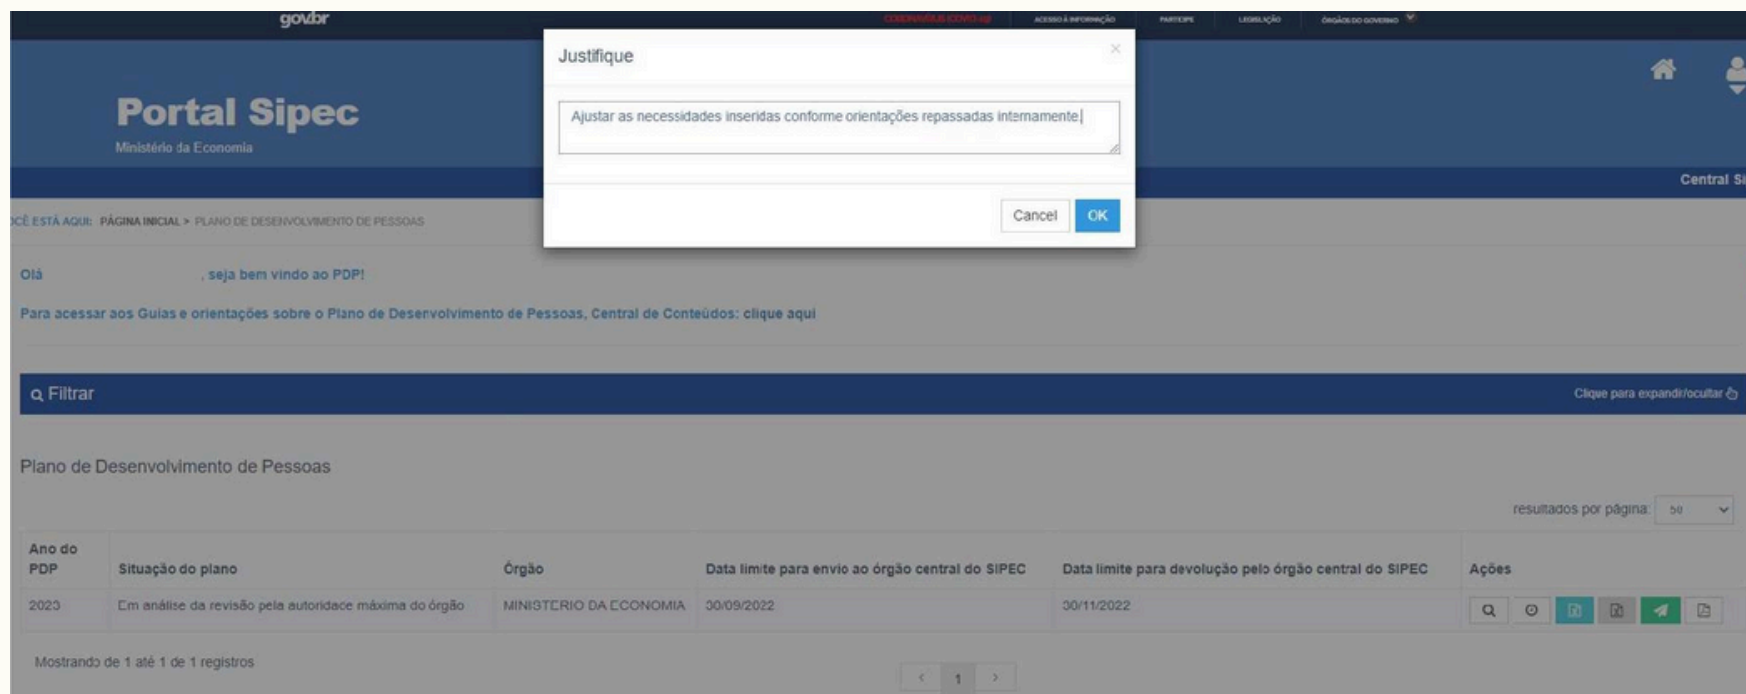 gov.br
CORONAVÍRUS (COVID-19)
ACESSO À INFORMAÇÃO
PARTICIPE
LEGISLAÇÃO
ÓRGÃOS DO GOVERNO
Justifique
×
Ajustar as necessidades inseridas conforme orientações repassadas internamente.
Cancel
OK
Portal Sipec
Ministério da Economia
Central Si
OCÊ ESTÁ AQUI: PÁGINA INICIAL > PLANO DE DESENVOLVIMENTO DE PESSOAS
Olá , seja bem vindo ao PDP!
Para acessar aos Guias e orientações sobre o Plano de Desenvolvimento de Pessoas, Central de Conteúdos: clique aqui
Filtrar
Clique para expandir/ocultar
Plano de Desenvolvimento de Pessoas
resultados por página: 50
Ano do PDP Situação do plano Órgão Data limite para envio ao órgão central do SIPEC Data limite para devolução pelo órgão central do SIPEC Ações
2023 Em análise da revisão pela autoridade máxima do órgão MINISTERIO DA ECONOMIA 30/09/2022 30/11/2022
Mostrando de 1 até 1 de 1 registros
< 1 >